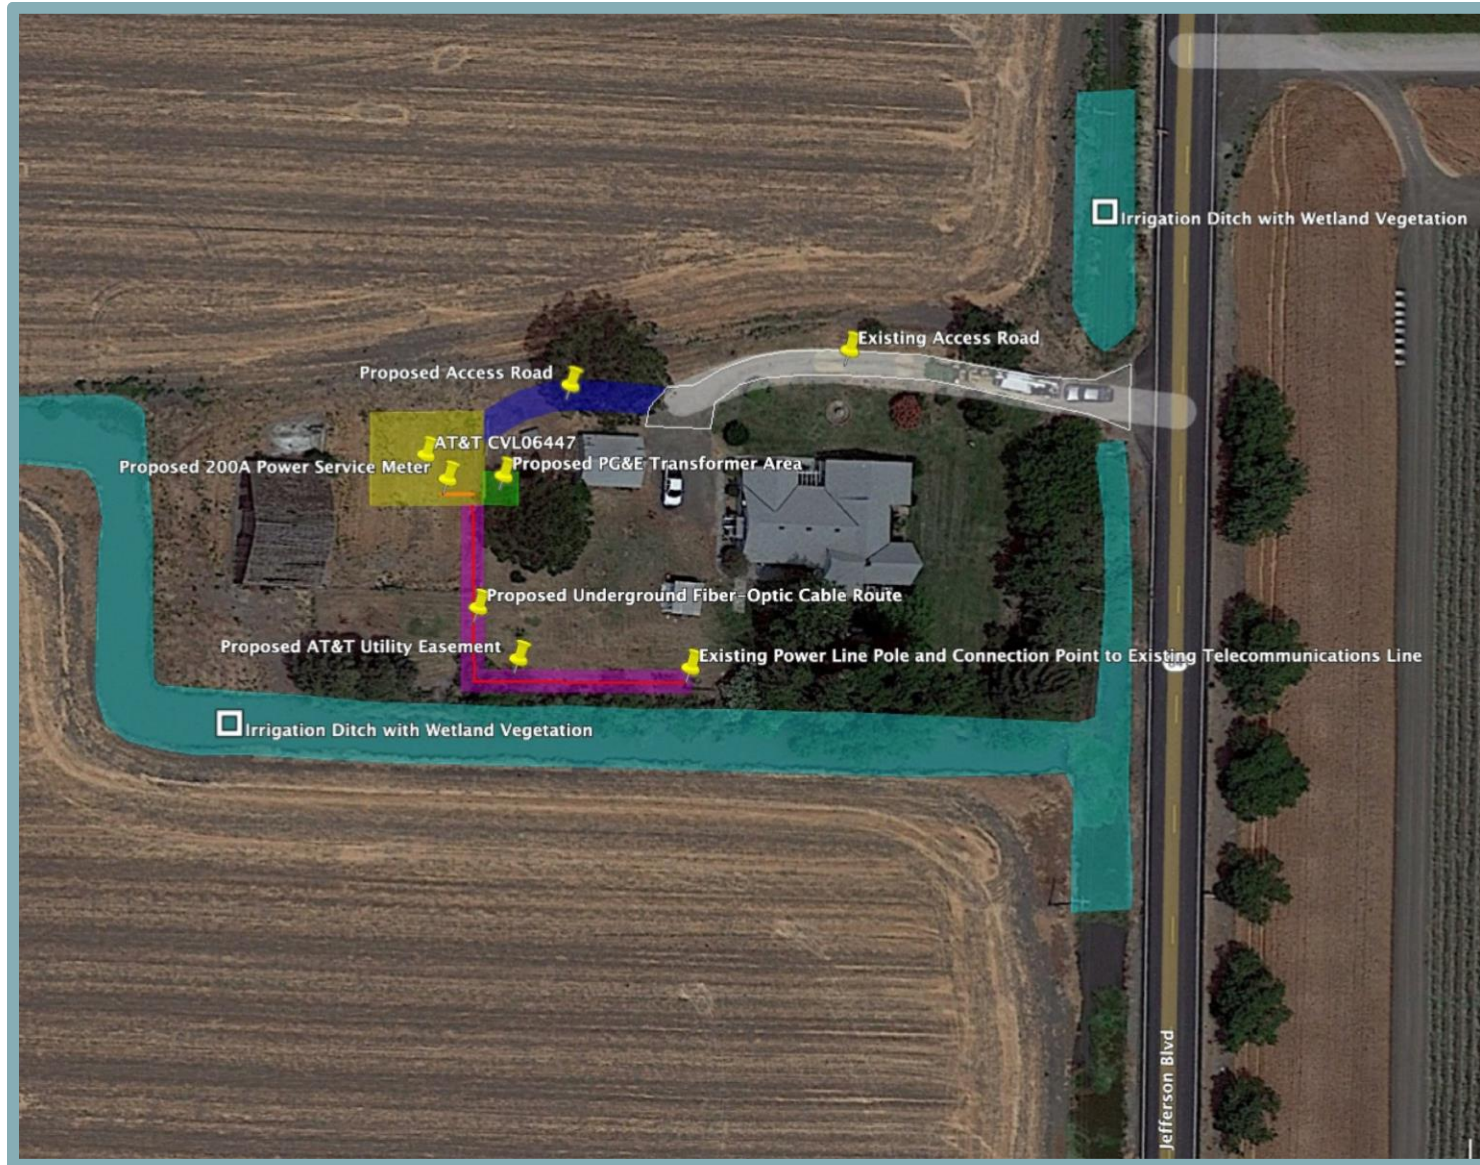 Irrigation Ditch with Wetland Vegetation
Existing Access Road
Proposed Access Road
AT&T CVL06447
Proposed 200A Power Service Meter
Proposed PG&E Transformer Area
Proposed Underground Fiber-Optic Cable Route
Proposed AT&T Utility Easement
Existing Power Line Pole and Connection Point to Existing Telecommunications Line
Irrigation Ditch with Wetland Vegetation
Jefferson Blvd